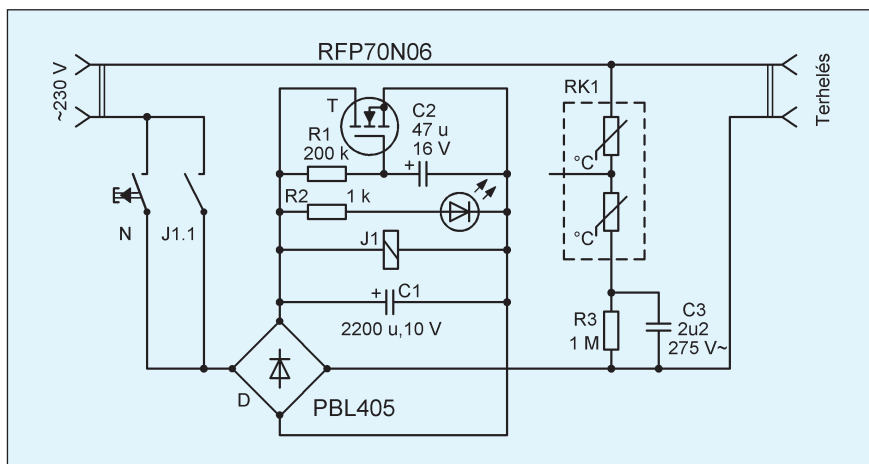 RFP70N06
~230 V
T
C2
47 u
16 V
+
R1
200 k
R2 1 k
N
J1.1
J1
+
C1
2200 u,10 V
D
PBL405
RK1
°C
°C
R3
1 M
C3
2u2
275 V~
Terhelés